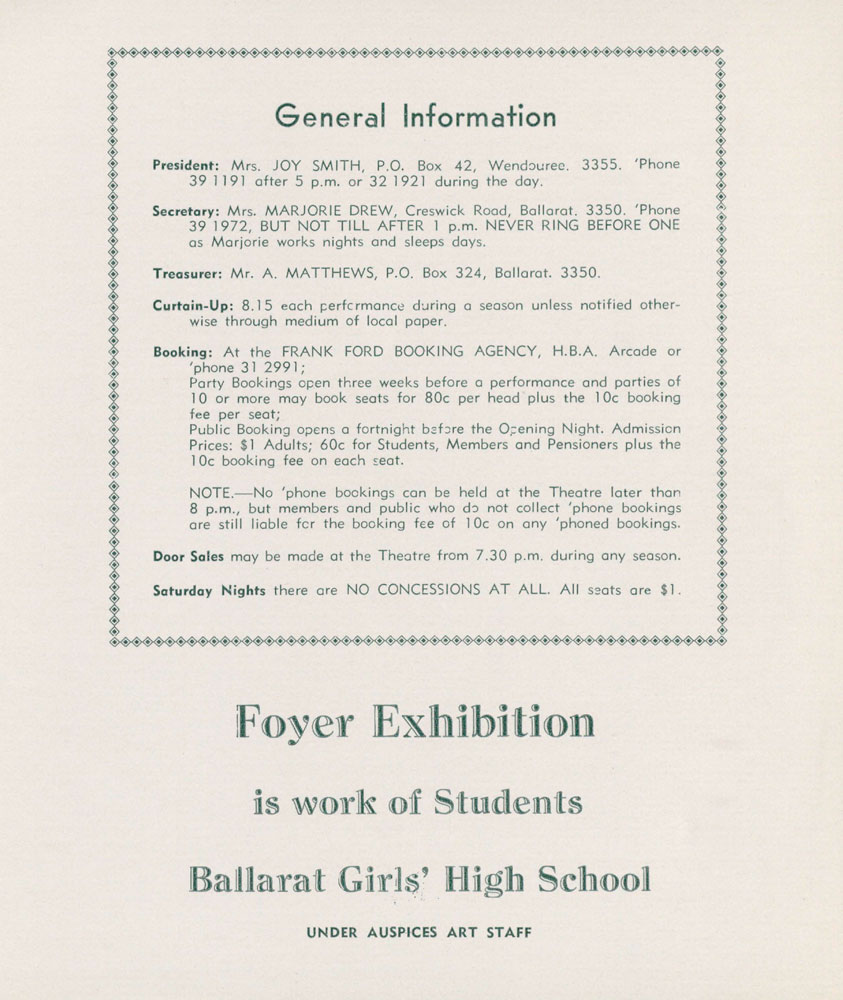 General Information
President: Mrs. JOY SMITH, P.O. Box 42, Wendouree. 3355. 'Phone
39 1191 after 5 p.m. or 32 1921 during the day.
Secretary: Mrs. MARJORIE DREW, Creswick Road, Ballarat. 3350. 'Phone
39 1972, BUT NOT TILL AFTER 1 p.m. NEVER RING BEFORE ONE
as Marjorie works nights and sleeps days.
Treasurer: Mr. A. MATTHEWS, P.O. Box 324, Ballarat. 3350.
Curtain-Up: 8.15 each performance during a season unless notified other-
wise through medium of local paper.
Booking: At the FRANK FORD BOOKING AGENCY, H.B.A. Arcade or
'phone 31 2991;
Party Bookings open three weeks before a performance and parties of
10 or more may book seats for 80c per head plus the 10c booking
fee per seat;
Public Booking opens a fortnight before the Opening Night. Admission
Prices: $1 Adults; 60c for Students, Members and Pensioners plus the
10c booking fee on each seat.
NOTE.—No 'phone bookings can be held at the Theatre later than
8 p.m., but members and public who do not collect 'phone bookings
are still liable for the booking fee of 10c on any 'phoned bookings.
Door Sales may be made at the Theatre from 7.30 p.m. during any season.
Saturday Nights there are NO CONCESSIONS AT ALL. All seats are $1.
Foyer Exhibition
is work of Students
Ballarat Girls' High School
UNDER AUSPICES ART STAFF